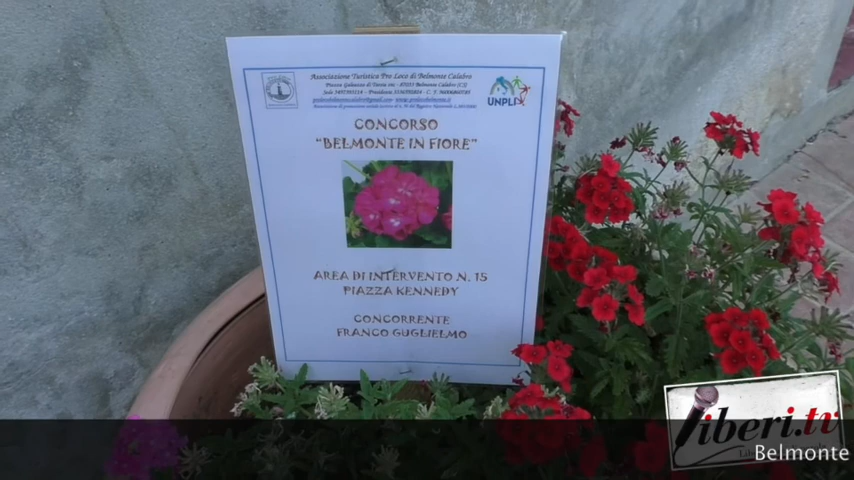 Associazione Turistica Pro Loco di Belmonte Calabro
UNPLI
CONCORSO
"BELMONTE IN FIORE"
AREA DI INTERVENTO N. 15
PIAZZA KENNEDY
CONCORRENTE
FRANCO GUGLIELMO
liberi.tv
Belmonte